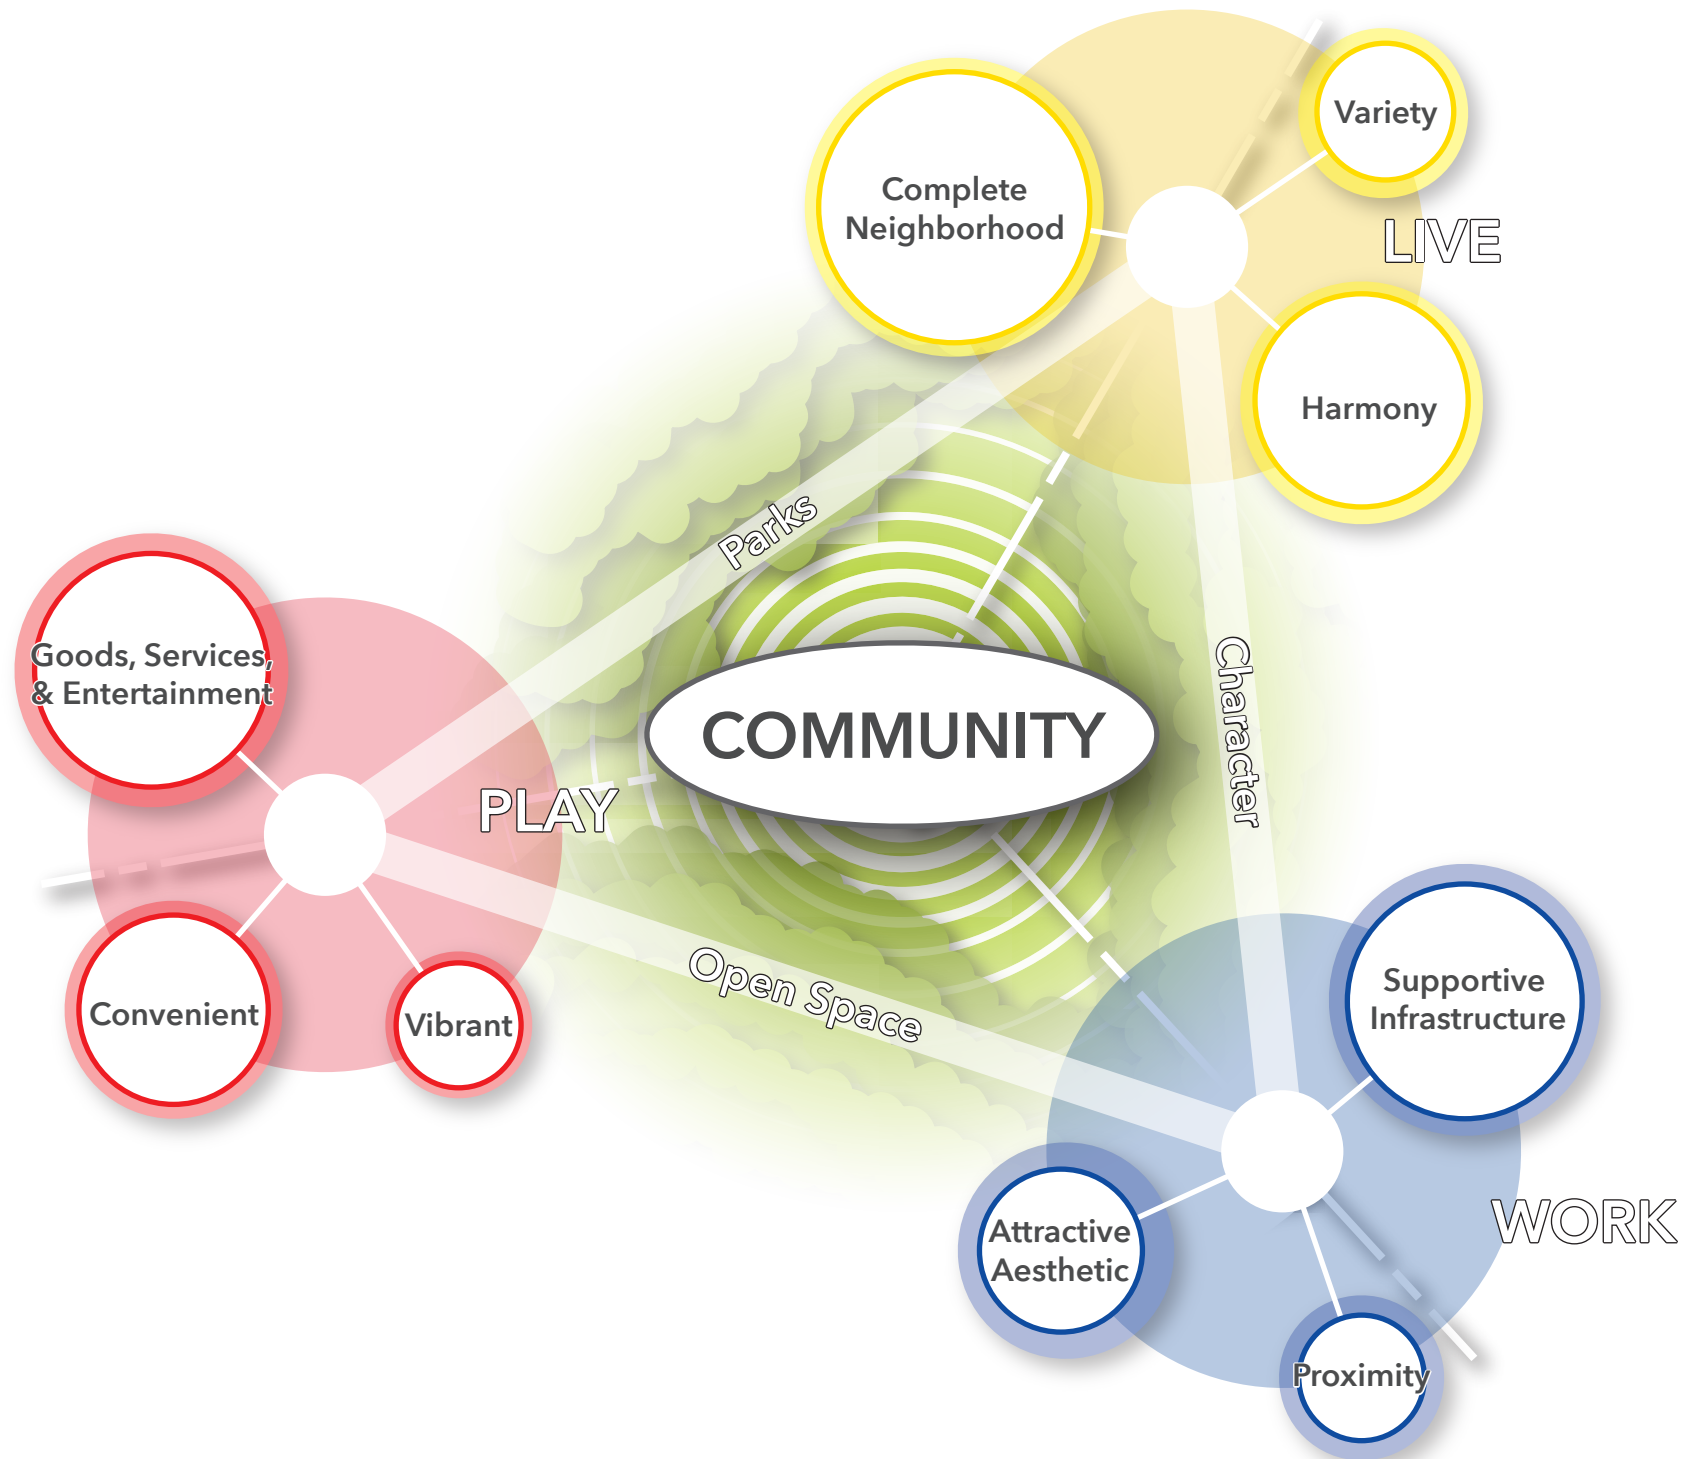 Variety
Complete
Neighborhood
LIVE
Harmony
Parks
Goods, Services,
& Entertainment
Character
COMMUNITY
PLAY
Open Space
Supportive
Infrastructure
Convenient
Vibrant
WORK
Attractive
Aesthetic
Proximity